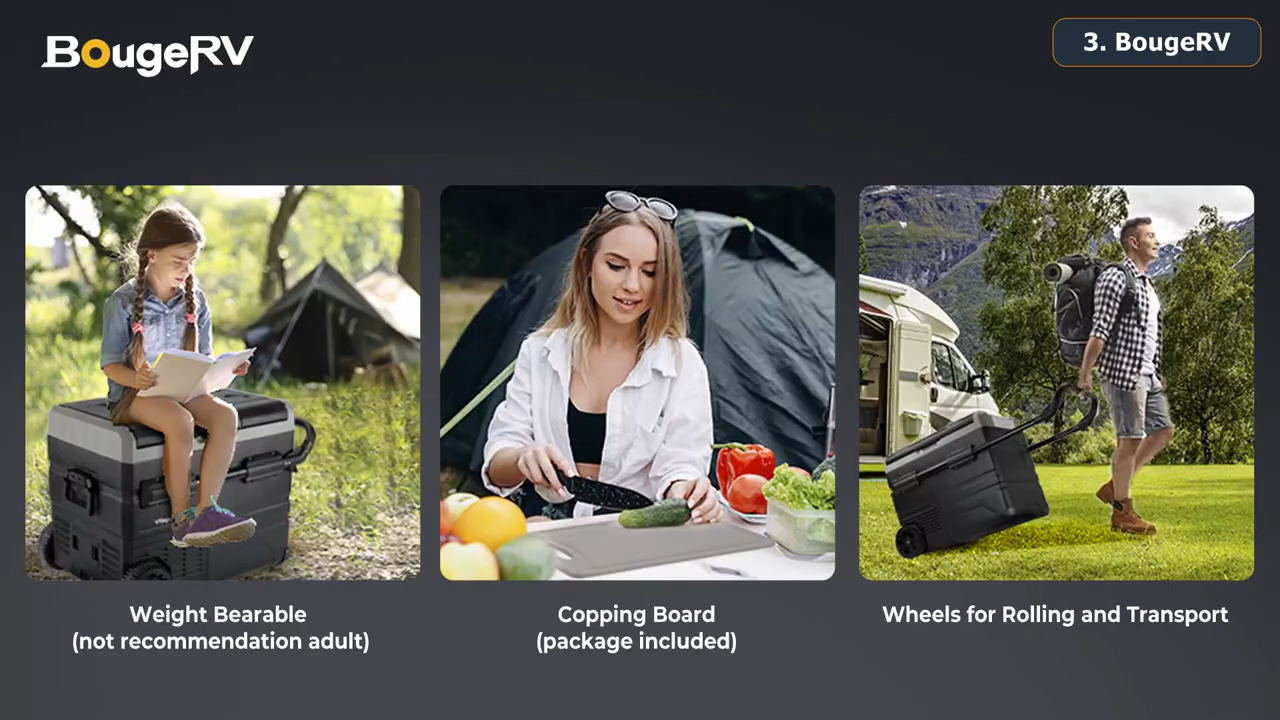 BougeRV
3. BougeRV
Weight Bearable
(not recommendation adult)
Copping Board
(package included)
Wheels for Rolling and Transport